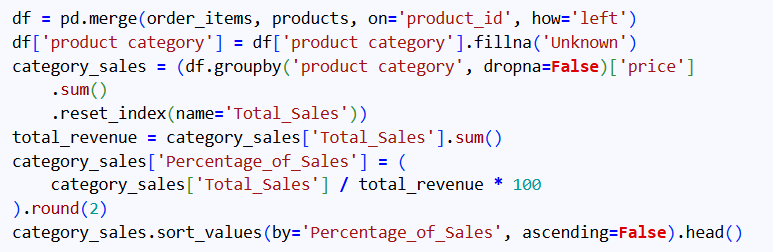 df = pd.merge(order_items, products, on='product_id', how='left')
df['product category'] = df['product category'].fillna('Unknown')
category_sales = (df.groupby('product category', dropna=False)['price']
    .sum()
    .reset_index(name='Total_Sales'))
total_revenue = category_sales['Total_Sales'].sum()
category_sales['Percentage_of_Sales'] = (
    category_sales['Total_Sales'] / total_revenue * 100
).round(2)
category_sales.sort_values(by='Percentage_of_Sales', ascending=False).head()